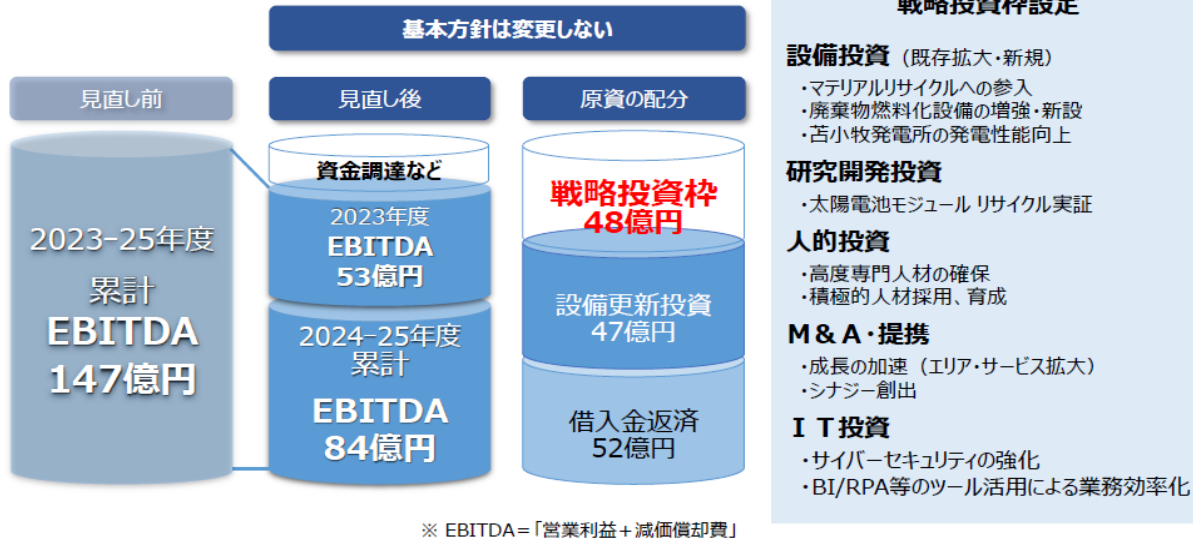 基本方針は変更しない
見直し前
見直し後
原資の配分
2023-25年度
累計
EBITDA
147億円
資金調達など
2023年度
EBITDA
53億円
2024-25年度
累計
EBITDA
84億円
戦略投資枠
48億円
設備更新投資
47億円
借入金返済
52億円
※ EBITDA=「営業利益+減価償却費」
戦略投資枠設定
設備投資（既存拡大・新規）
・マテリアルリサイクルへの参入
・廃棄物燃料化設備の増強・新設
・苫小牧発電所の発電性能向上
研究開発投資
・太陽電池モジュール リサイクル実証
人的投資
・高度専門人材の確保
・積極的人材採用、育成
M＆A・提携
・成長の加速（エリア・サービス拡大）
・シナジー創出
ＩＴ投資
・サイバーセキュリティの強化
・BI/RPA等のツール活用による業務効率化